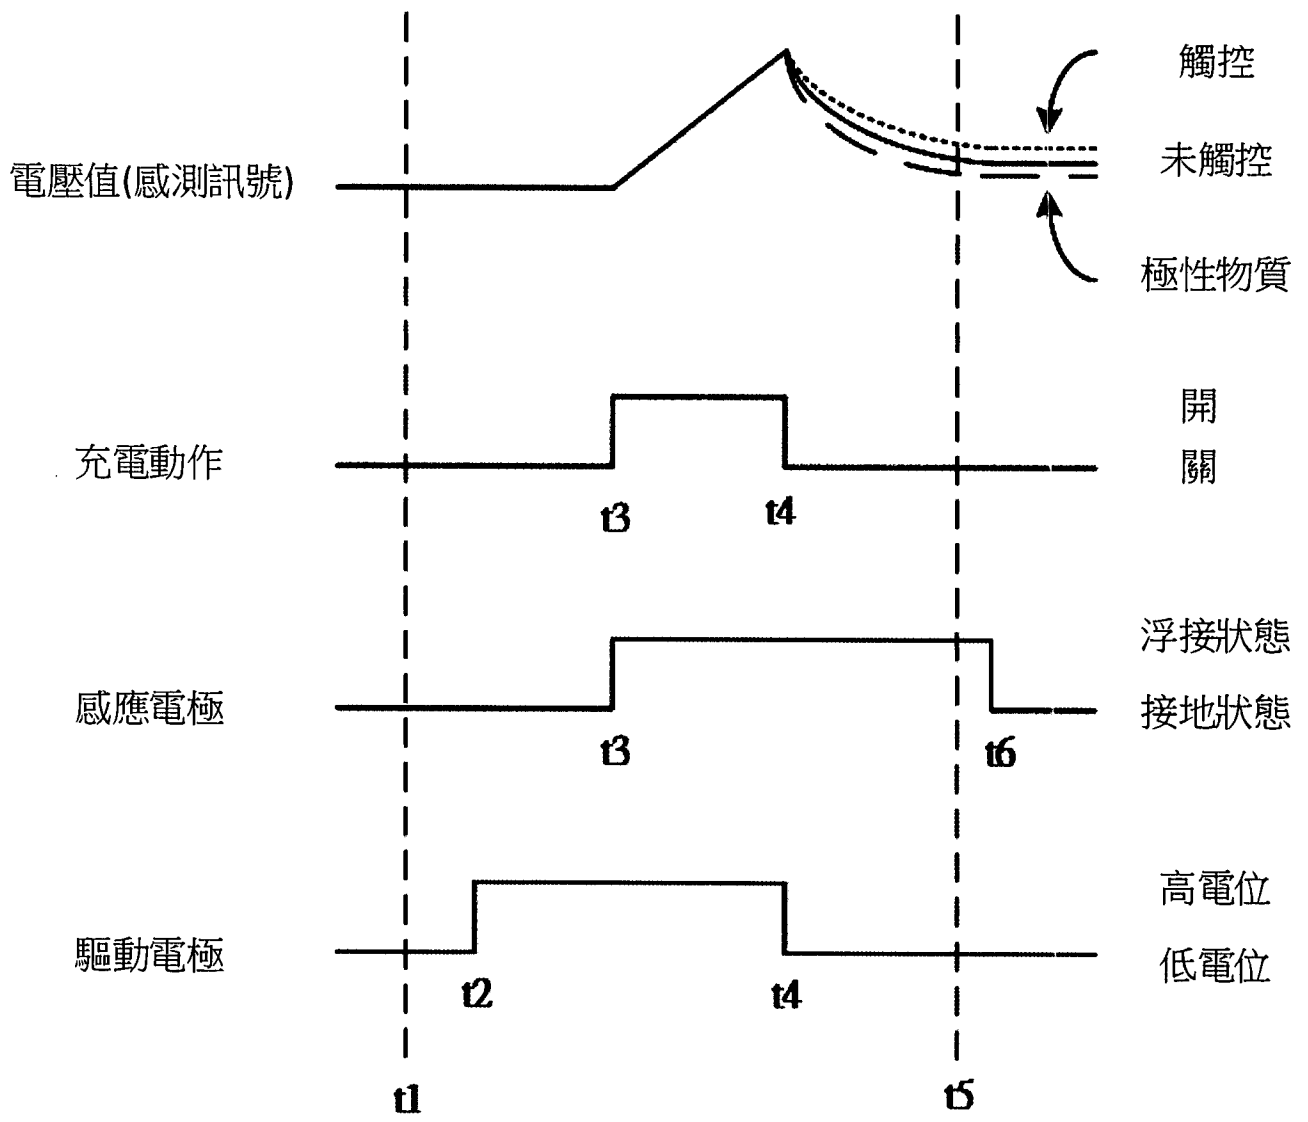 觸控
未觸控
電壓值(感測訊號)
極性物質
開
充電動作
關
t3
t4
浮接狀態
感應電極
接地狀態
t3
t6
高電位
驅動電極
低電位
t2
t4
t1
t5